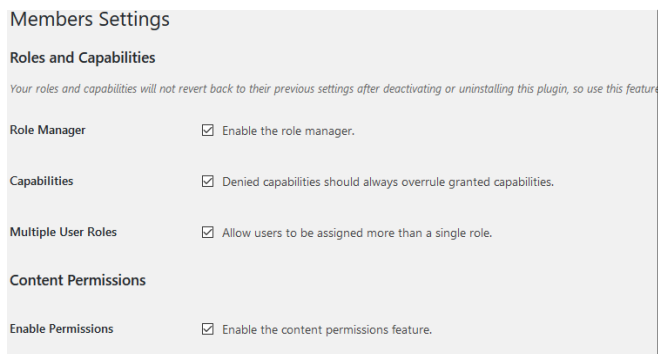 Members Settings
Roles and Capabilities
Your roles and capabilities will not revert back to their previous settings after deactivating or uninstalling this plugin, so use this feature
Role Manager Enable the role manager.
Capabilities Denied capabilities should always overrule granted capabilities.
Multiple User Roles Allow users to be assigned more than a single role.
Content Permissions
Enable Permissions Enable the content permissions feature.